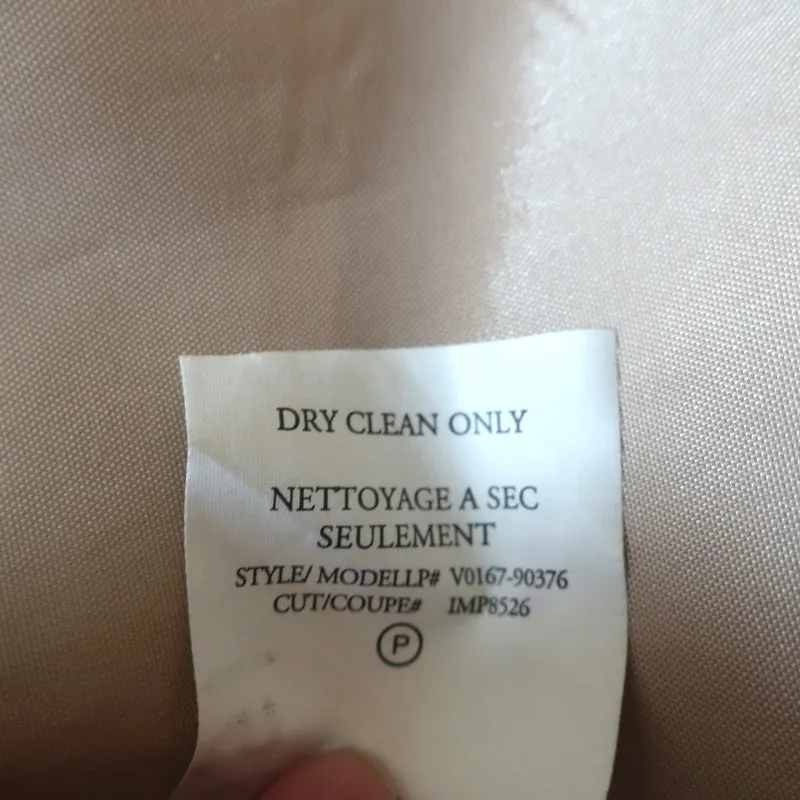 DRY CLEAN ONLY
NETTOYAGE A SEC
SEULEMENT
STYLE/ MODELLP# V0167-90376
CUT/COUPE# IMP8526
P